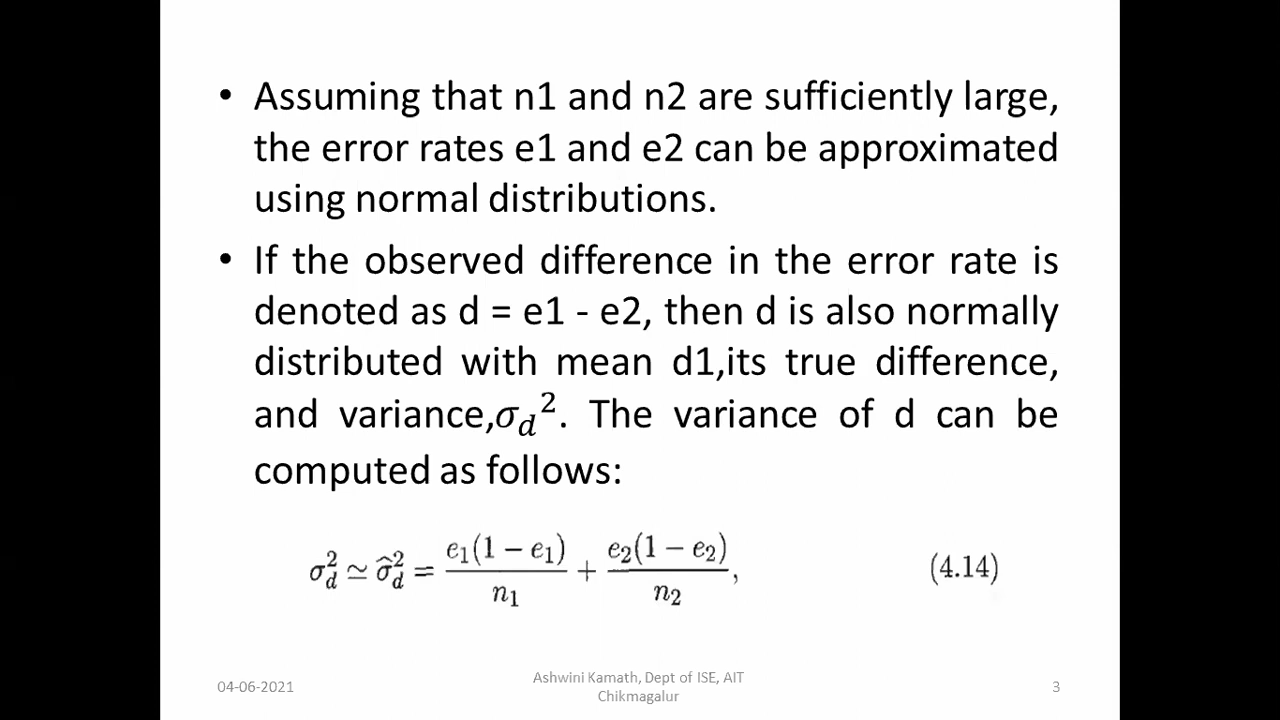 • Assuming that n1 and n2 are sufficiently large,
the error rates e1 and e2 can be approximated
using normal distributions.
• If the observed difference in the error rate is
denoted as d = e1 - e2, then d is also normally
distributed with mean d1,its true difference,
and variance,σ_d². The variance of d can be
computed as follows:
σ_d² ≃ σ̂_d² = e₁(1 − e₁)/n₁ + e₂(1 − e₂)/n₂, (4.14)
04-06-2021
Ashwini Kamath, Dept of ISE, AIT
Chikmagalur
3